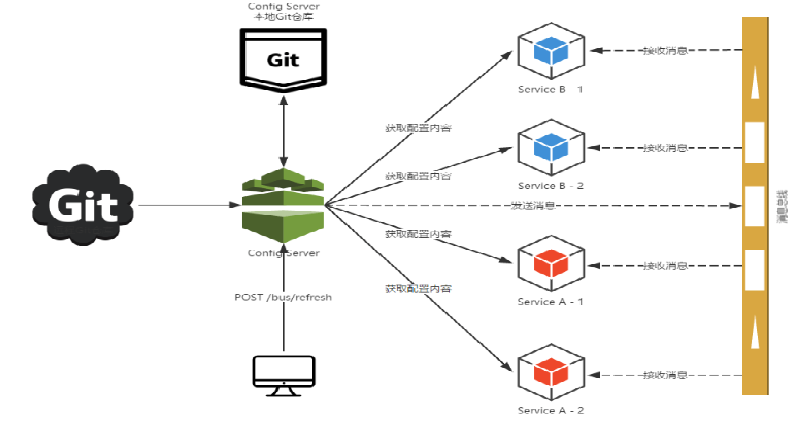 Config Server
本地Git仓库
Git
Service B - 1
接收消息
获取配置内容
Service B - 2
接收消息
获取配置内容
Git
发送消息
消息总线
获取配置内容
Config Server
Service A - 1
接收消息
获取配置内容
POST /bus/refresh
Service A - 2
接收消息